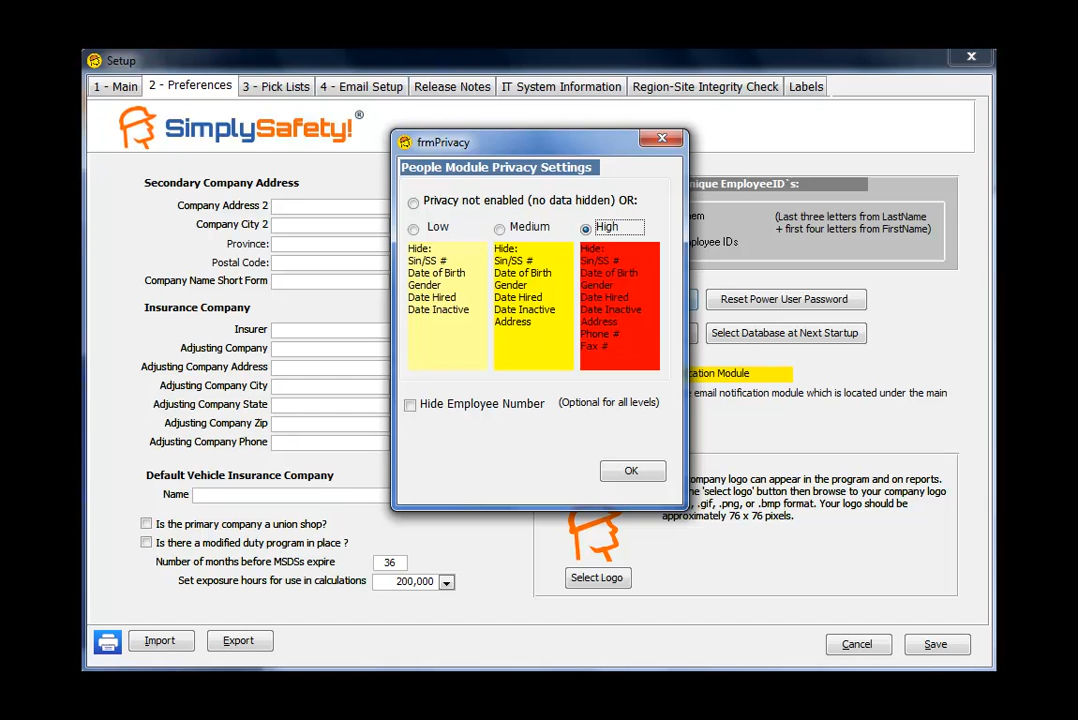 Setup
1 - Main
2 - Preferences
3 - Pick Lists
4 - Email Setup
Release Notes
IT System Information
Region-Site Integrity Check
Labels
SimplySafety!®
Secondary Company Address
Company Address 2
Company City 2
Province:
Postal Code:
Company Name Short Form
Insurance Company
Insurer
Adjusting Company
Adjusting Company Address
Adjusting Company City
Adjusting Company State
Adjusting Company Zip
Adjusting Company Phone
Default Vehicle Insurance Company
Name
Is the primary company a union shop?
Is there a modified duty program in place ?
Number of months before MSDSs expire
36
Set exposure hours for use in calculations
200,000
frmPrivacy
People Module Privacy Settings
Privacy not enabled (no data hidden) OR:
Low
Medium
High
Hide:
Sin/SS #
Date of Birth
Gender
Date Hired
Date Inactive
Hide:
Sin/SS #
Date of Birth
Gender
Date Hired
Date Inactive
Address
Hide:
Sin/SS #
Date of Birth
Gender
Date Hired
Date Inactive
Address
Phone #
Fax #
Hide Employee Number
(Optional for all levels)
OK
nique EmployeeID`s:
em
(Last three letters from LastName
+ first four letters from FirstName)
ployee IDs
Reset Power User Password
Select Database at Next Startup
cation Module
e email notification module which is located under the main
ompany logo can appear in the program and on reports.
he 'select logo' button then browse to your company logo
, .gif, .png, or .bmp format. Your logo should be
approximately 76 x 76 pixels.
Select Logo
Import
Export
Cancel
Save